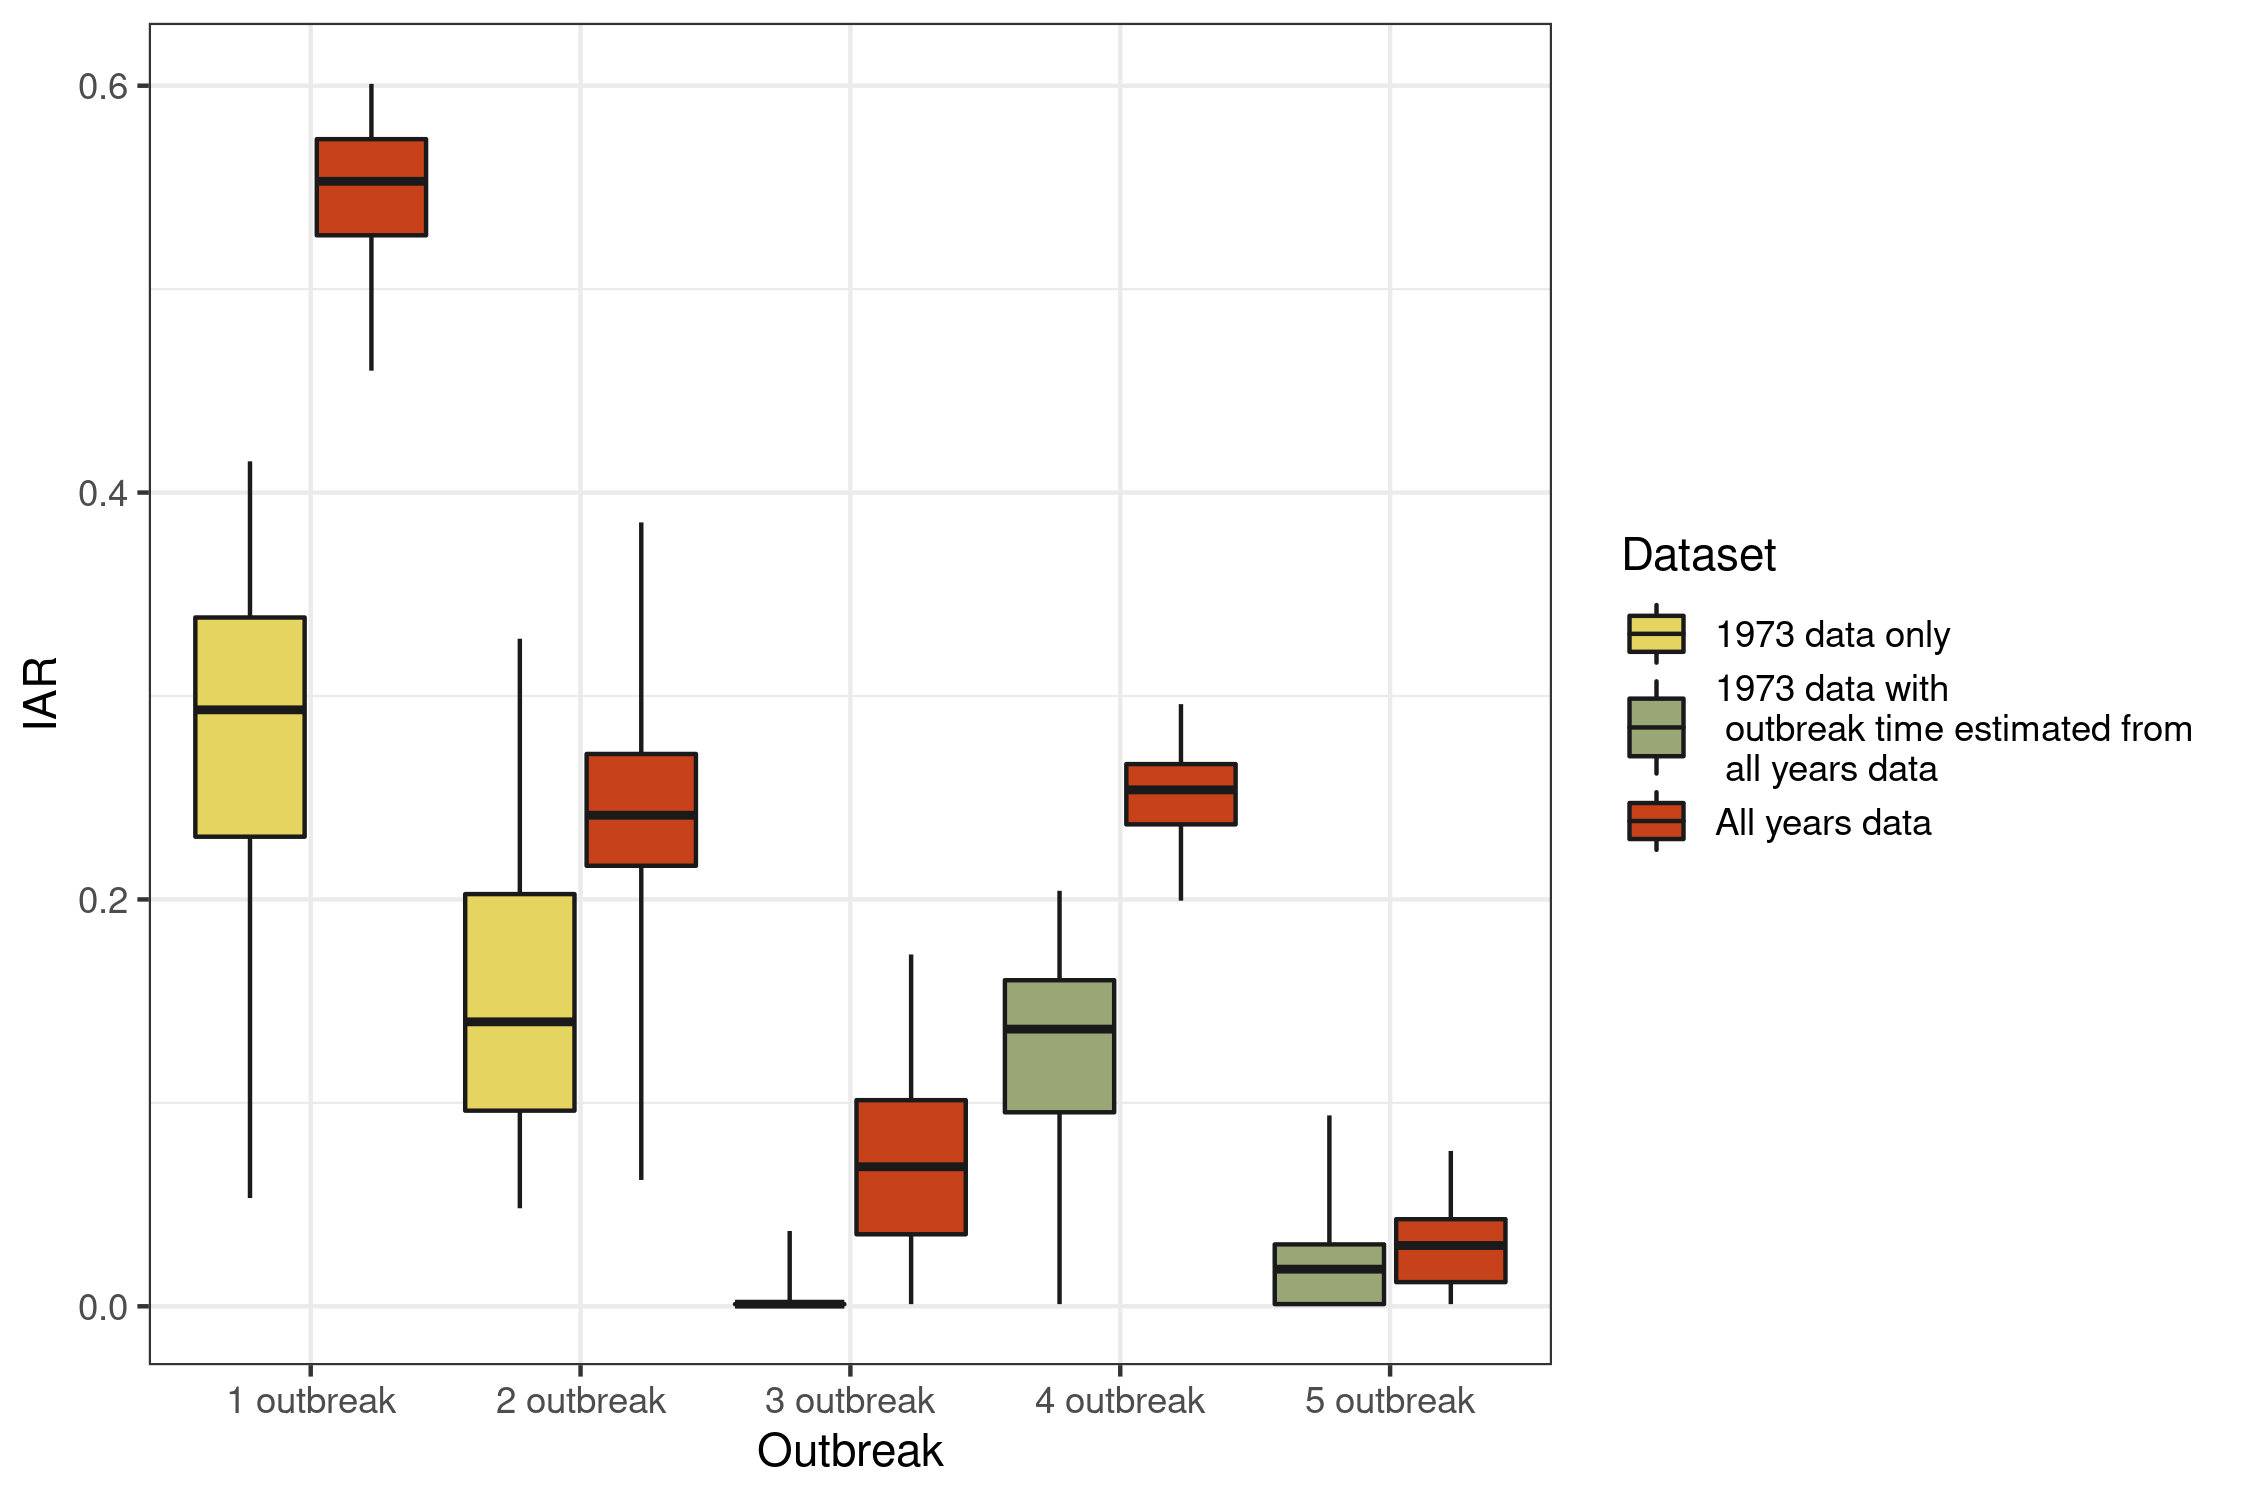 IAR
0.6
0.4
0.2
0.0
1 outbreak
2 outbreak
3 outbreak
4 outbreak
5 outbreak
Outbreak
Dataset
1973 data only
1973 data with
outbreak time estimated from
all years data
All years data